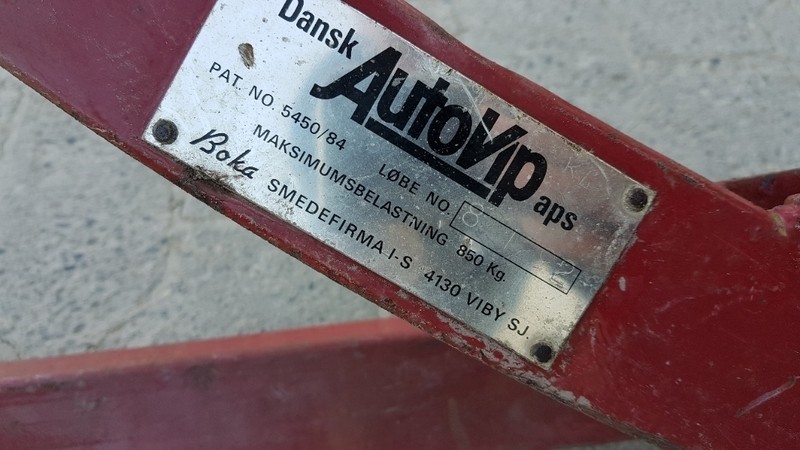 Dansk
AutoVip aps
PAT. NO. 5450/84 LØBE NO
MAKSIMUMSBELASTNING 850 Kg.
Boka SMEDEFIRMA I-S 4130 VIBY SJ.